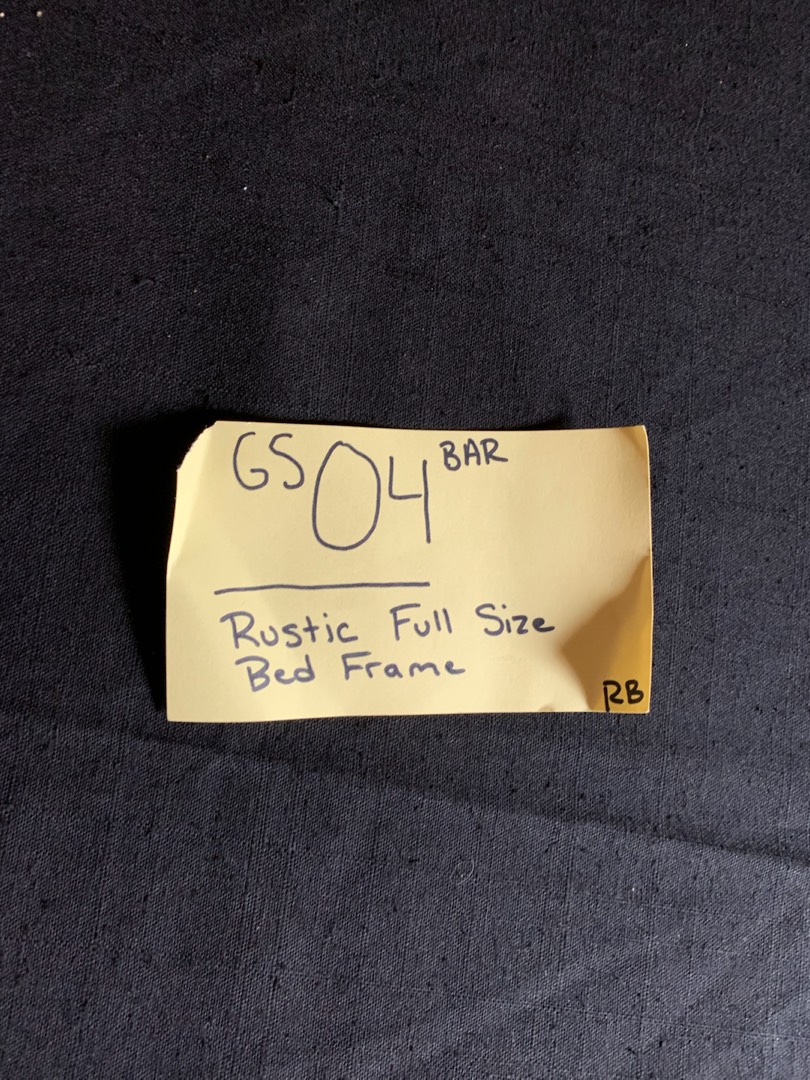 GS 04 BAR
Rustic Full Size
Bed Frame
RB